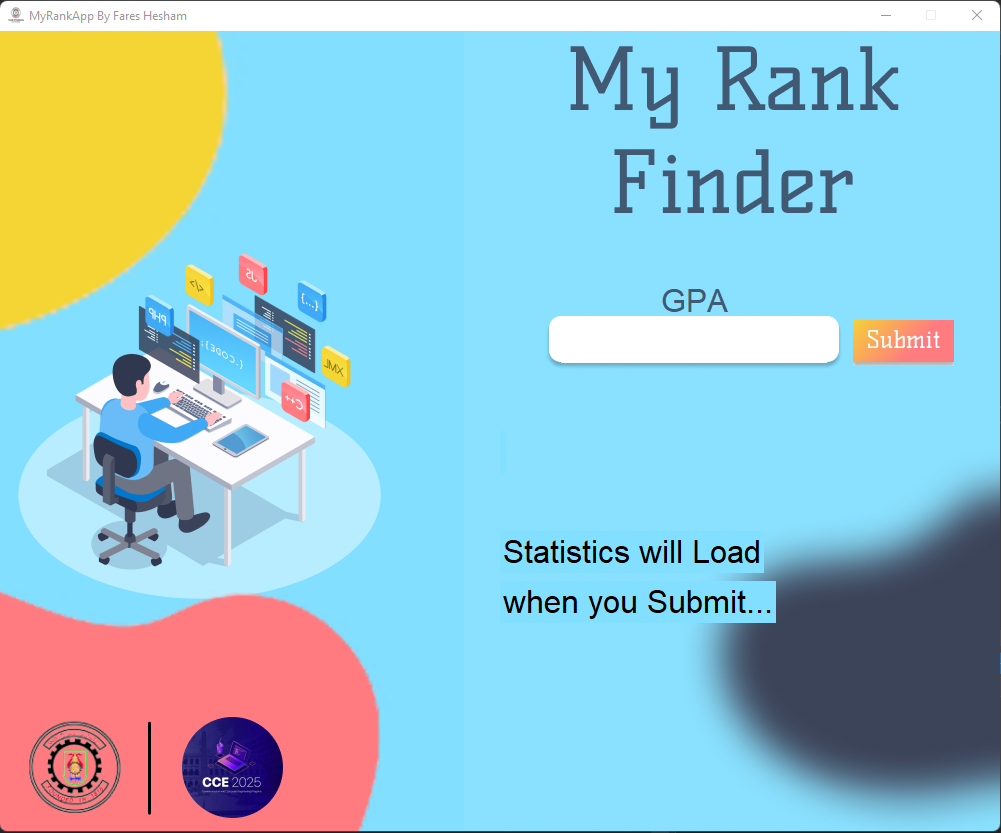 MyRankApp By Fares Hesham
My Rank
Finder
GPA
Submit
Statistics will Load
when you Submit...
JS
</>
{...}
PHP
{.CODE}.
XML
C++
CCE 2025